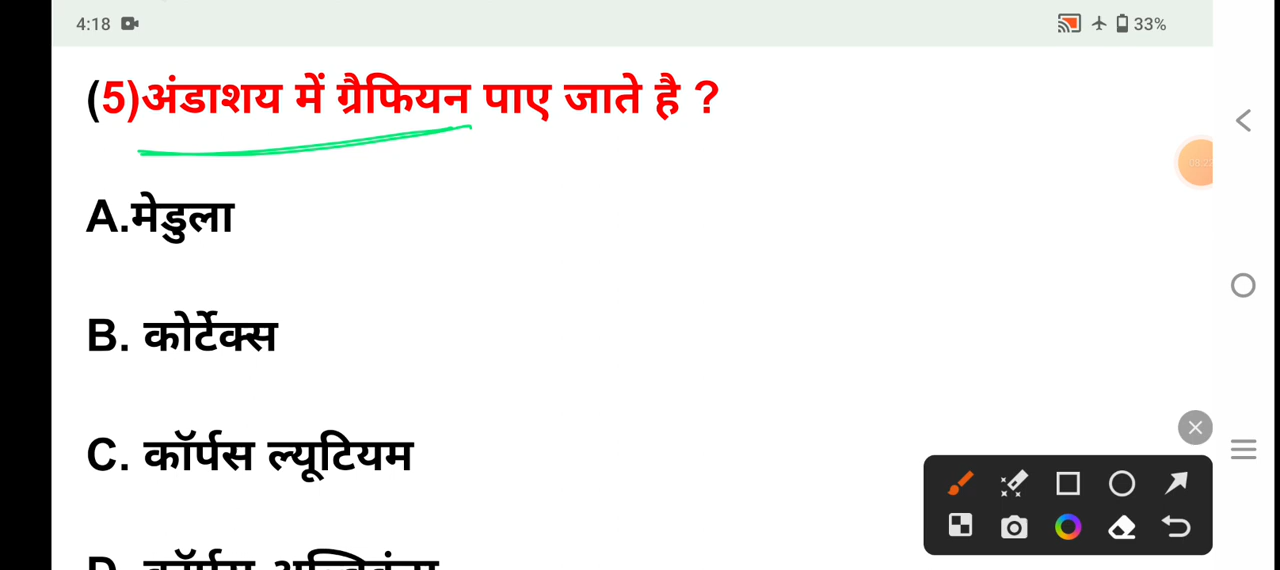 4:18 33%
(5)अंडाशय में ग्रैफियन पाए जाते है ?
A.मेडुला
B. कोर्टेक्स
C. कॉर्पस ल्यूटियम